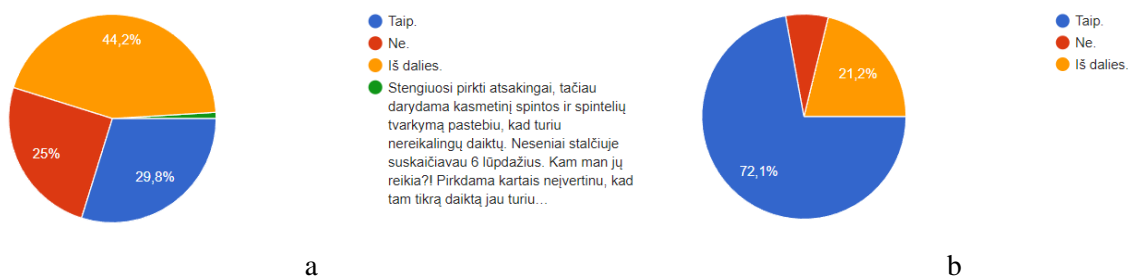 44,2%
25%
29,8%
Taip.
Ne.
Iš dalies.
Stengiuosi pirkti atsakingai, tačiau
darydama kasmetinį spintos ir spintelių
tvarkymą pastebiu, kad turiu
nereikalingų daiktų. Neseniai stalčiuje
suskaičiavau 6 lūpdažius. Kam man jų
reikia?! Pirkdama kartais neįvertinu, kad
tam tikrą daiktą jau turiu…
a
21,2%
72,1%
Taip.
Ne.
Iš dalies.
b